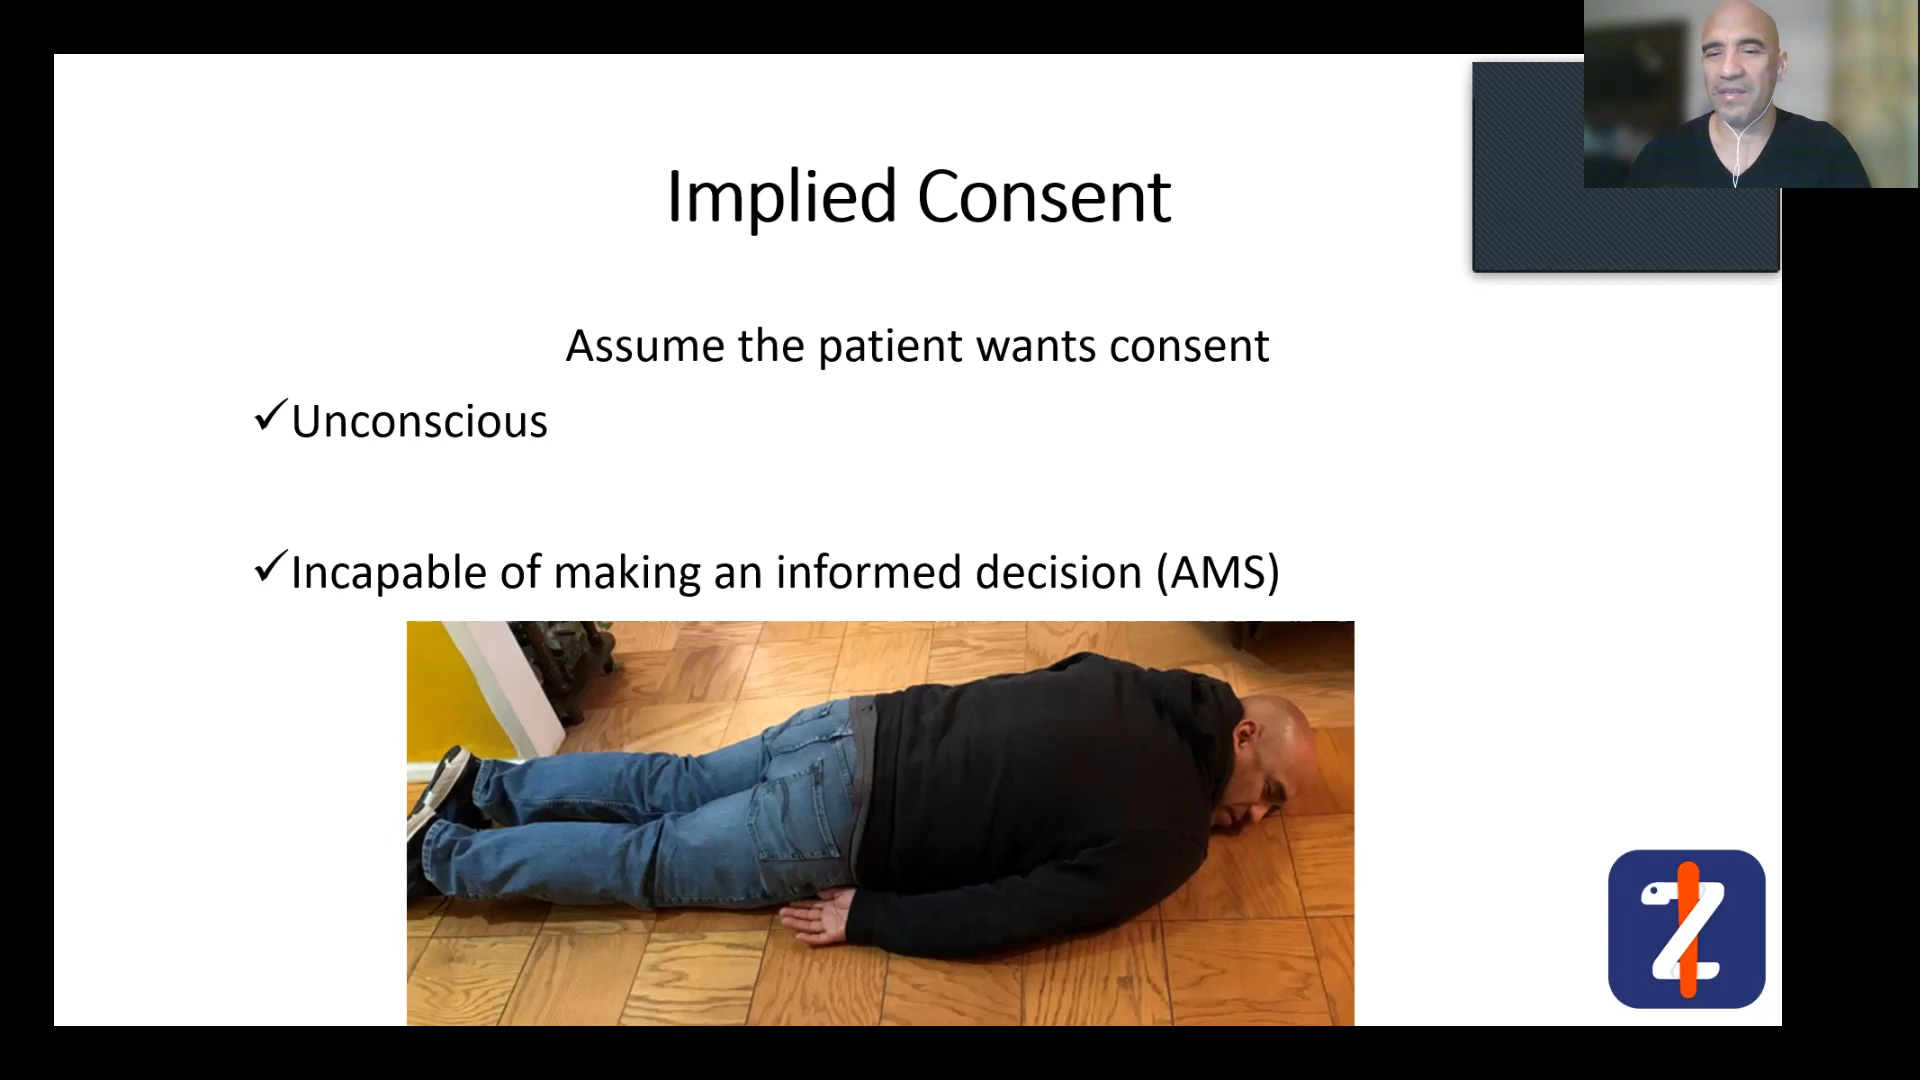 Implied Consent
Assume the patient wants consent
✓Unconscious
✓Incapable of making an informed decision (AMS)